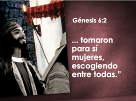 Génesis 6:2
... tomaron
para sí
mujeres,
escogiendo
entre todas.”